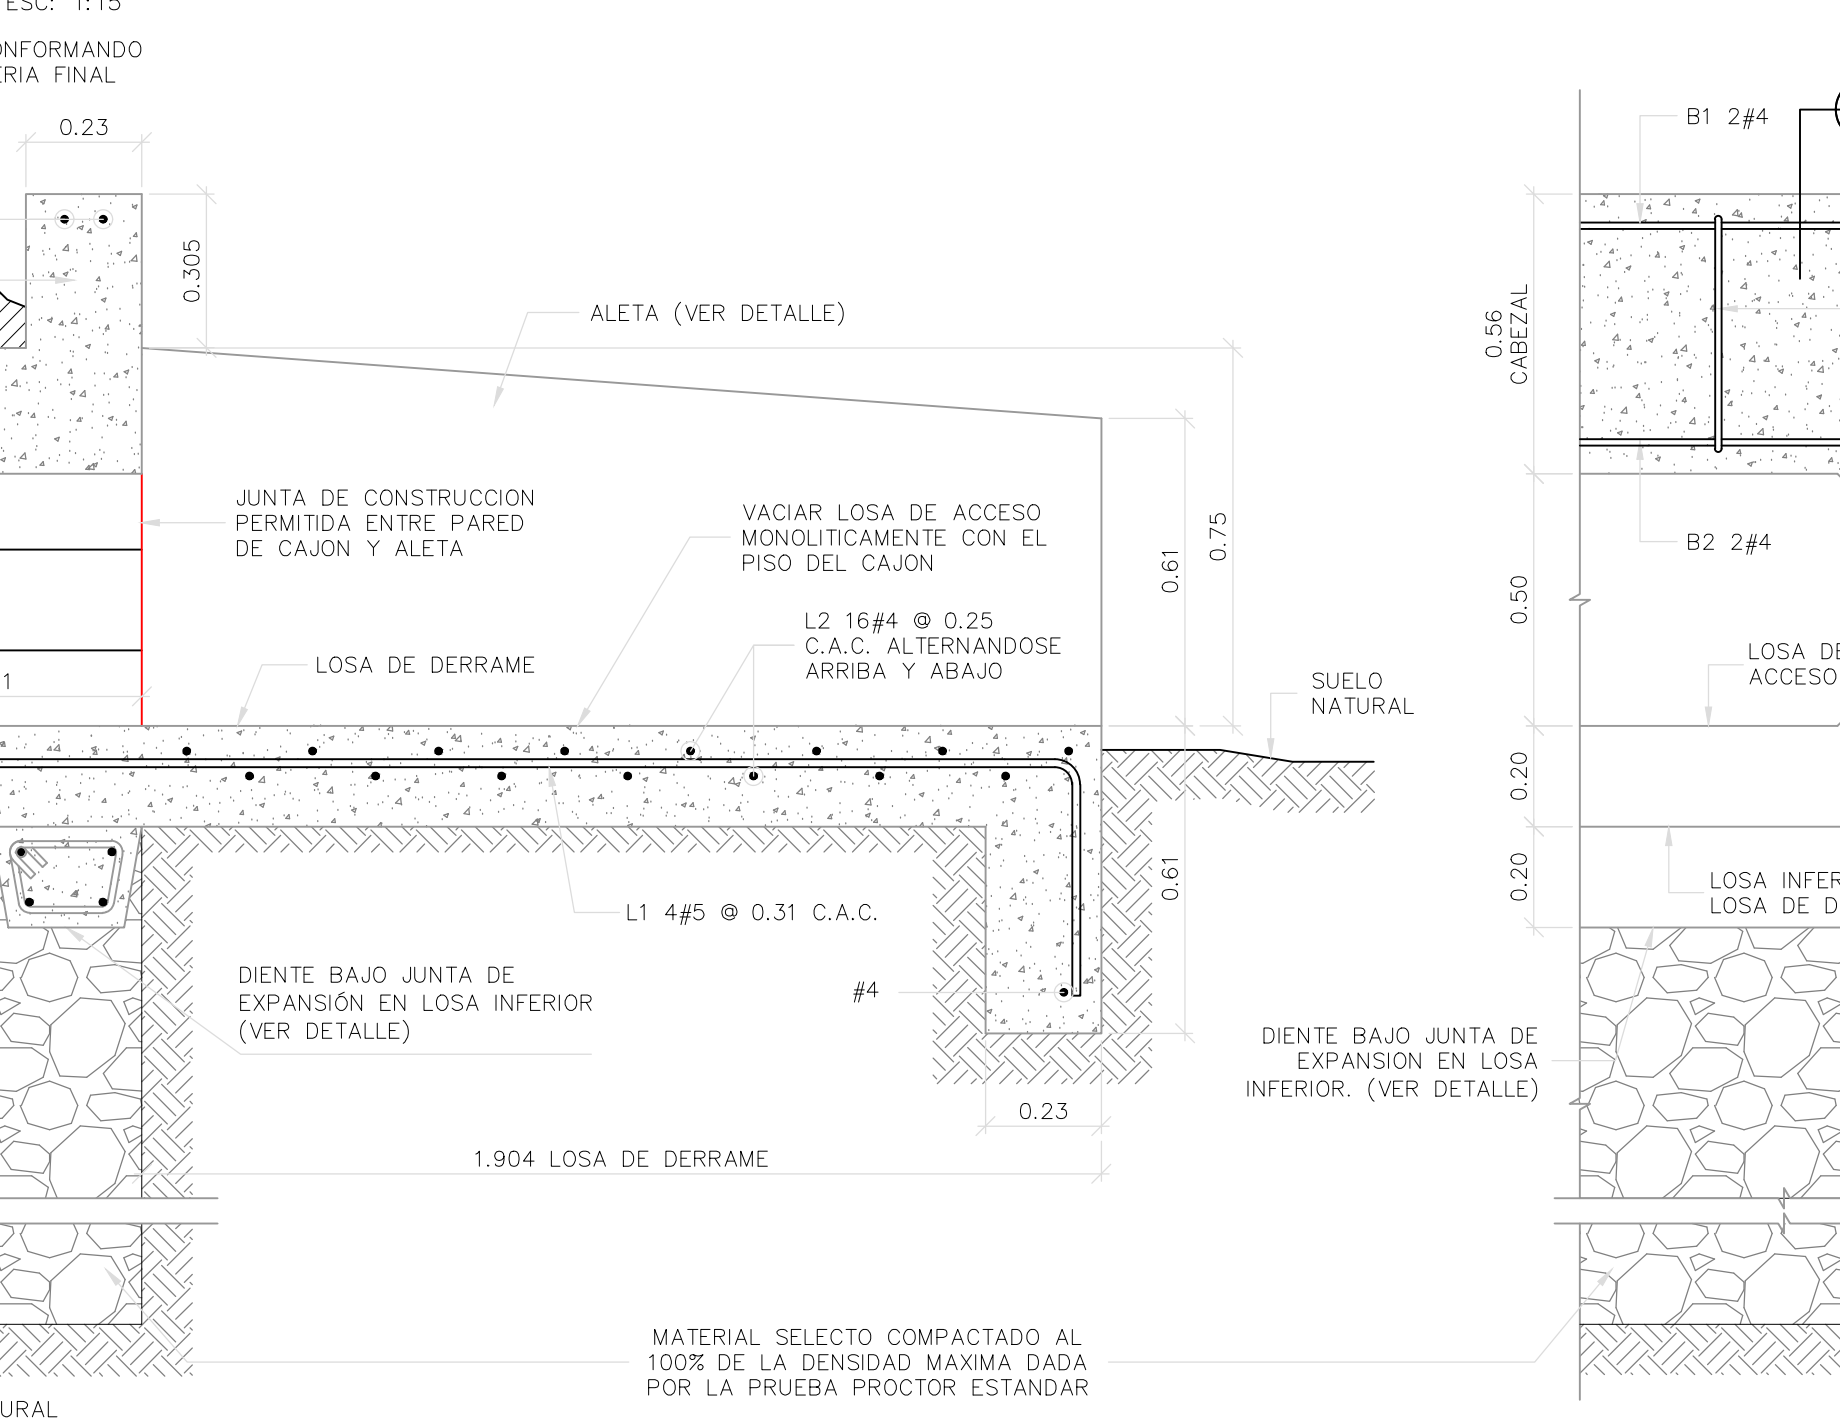 ESC: 1:15
ONFORMANDO
ERIA FINAL
0.23
0.305
ALETA (VER DETALLE)
JUNTA DE CONSTRUCCION
PERMITIDA ENTRE PARED
DE CAJON Y ALETA
VACIAR LOSA DE ACCESO
MONOLITICAMENTE CON EL
PISO DEL CAJON
L2 16#4 @ 0.25
C.A.C. ALTERNANDOSE
ARRIBA Y ABAJO
LOSA DE DERRAME
1
0.61
0.75
SUELO
NATURAL
0.61
L1 4#5 @ 0.31 C.A.C.
DIENTE BAJO JUNTA DE
EXPANSIÓN EN LOSA INFERIOR
(VER DETALLE)
#4
0.23
1.904 LOSA DE DERRAME
MATERIAL SELECTO COMPACTADO AL
100% DE LA DENSIDAD MAXIMA DADA
POR LA PRUEBA PROCTOR ESTANDAR
URAL
B1 2#4
0.56
CABEZAL
B2 2#4
0.50
LOSA DE
ACCESO
0.20
0.20
LOSA INFER
LOSA DE D
DIENTE BAJO JUNTA DE
EXPANSION EN LOSA
INFERIOR. (VER DETALLE)